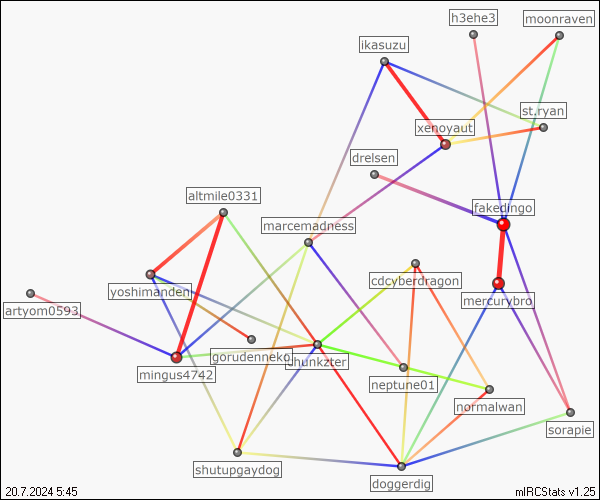 h3ehe3
moonraven
ikasuzu
st.ryan
xenoyaut
drelsen
altmile0331
fakedingo
marcemadness
cdcyberdragon
yoshimanden
mercurybro
artyom0593
gorudenneko
chunkzter
mingus4742
neptune01
normalwan
sorapie
shutupgaydog
doggerdig
20.7.2024 5:45
mIRCStats v1.25